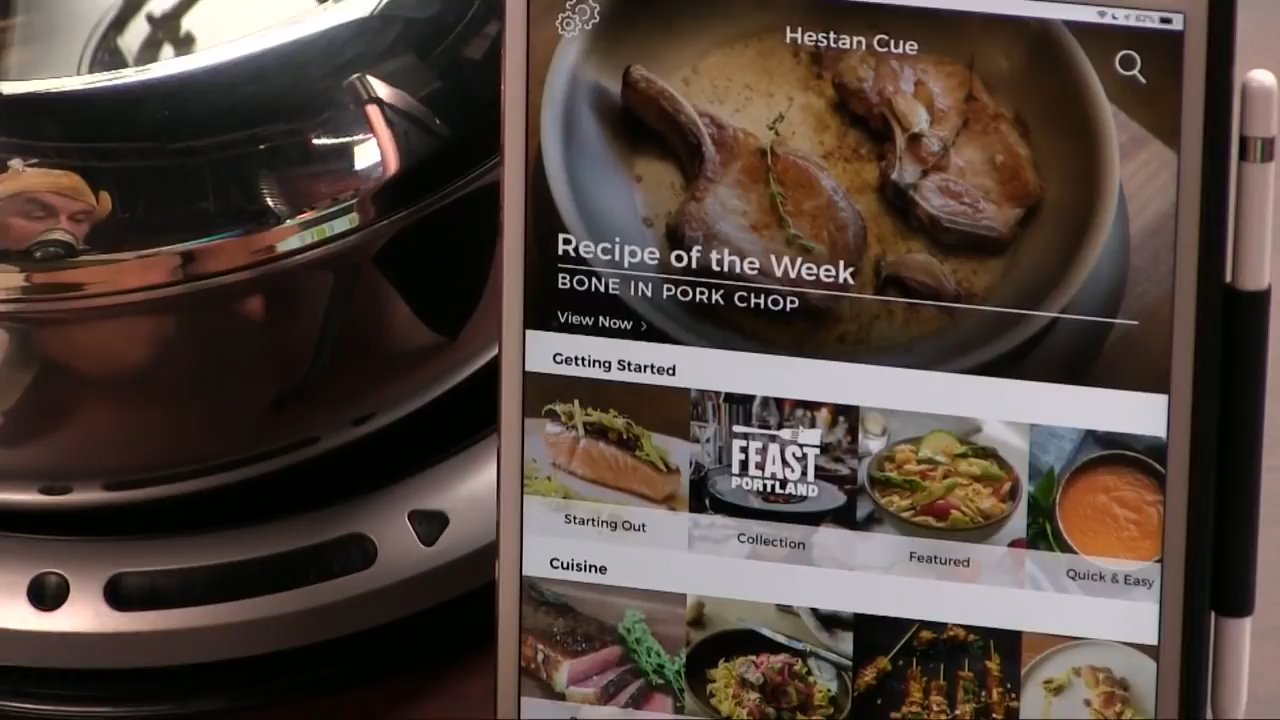 82%
Hestan Cue
Recipe of the Week
BONE IN PORK CHOP
View Now >
Getting Started
FEAST
PORTLAND
Starting Out
Collection
Featured
Quick & Easy
Cuisine